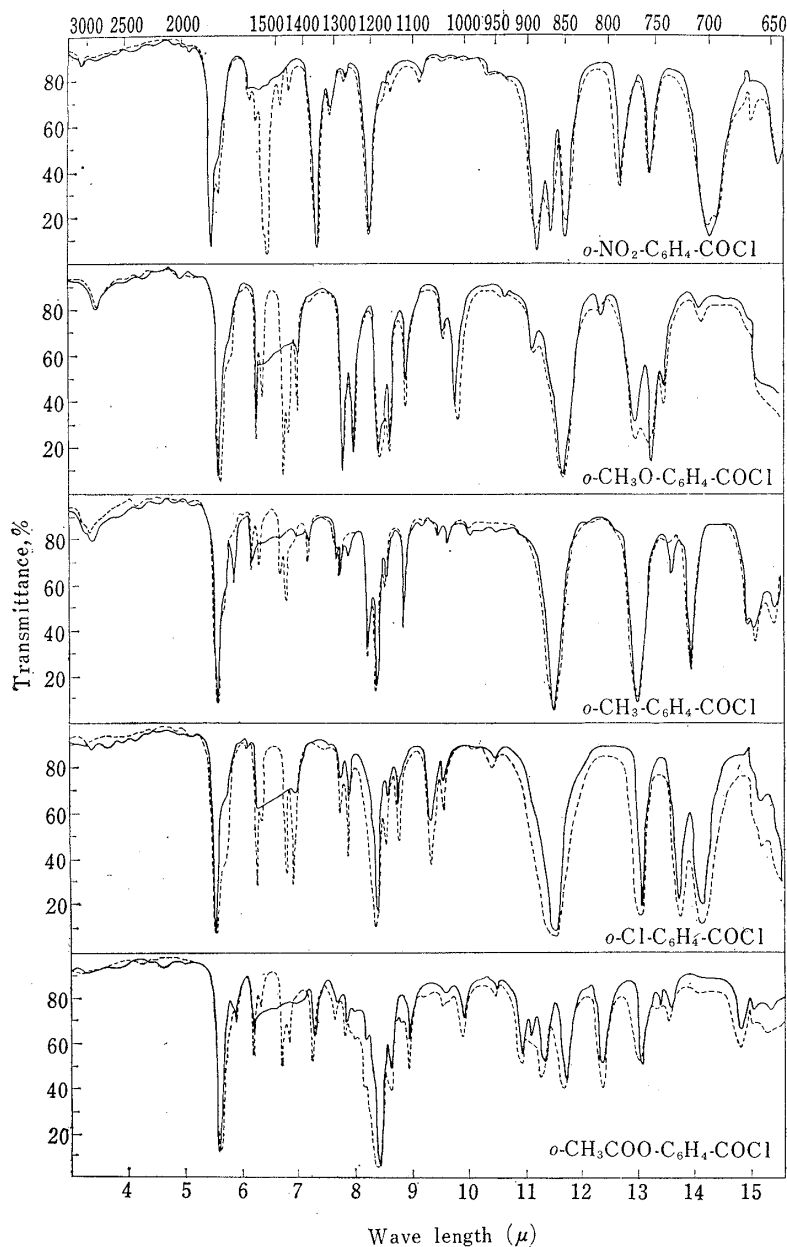 3000 2500 2000 1500 1400 1300 1200 1100 1000 950 900 850 800 750 700 650
80
60
40
20
o-NO₂-C₆H₄-COCl
80
60
40
20
o-CH₃O-C₆H₄-COCl
80
60
40
20
o-CH₃-C₆H₄-COCl
80
60
40
20
o-Cl-C₆H₄-COCl
80
60
40
20
o-CH₃COO-C₆H₄-COCl
Transmittance, %
4 5 6 7 8 9 10 11 12 13 14 15
Wave length (μ)